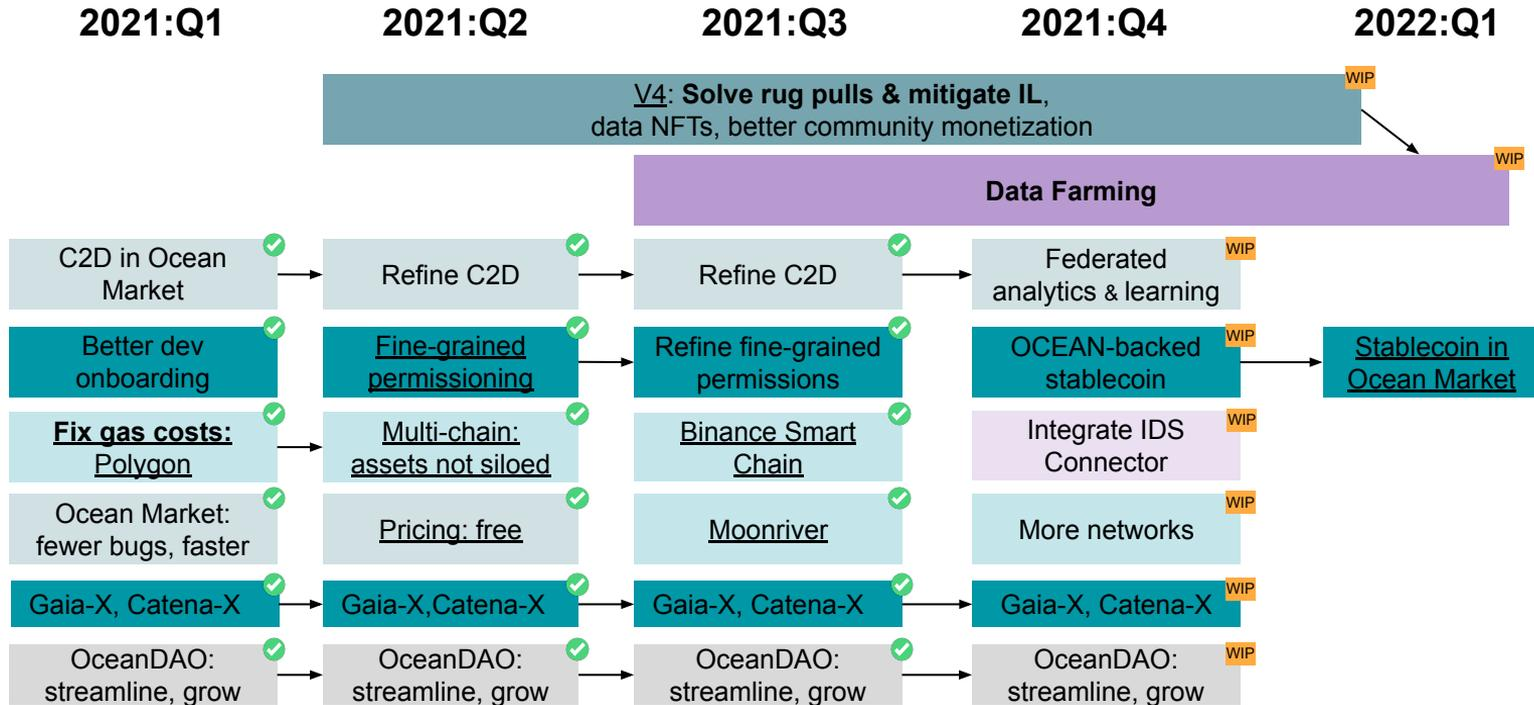 2021:Q1
2021:Q2
2021:Q3
2021:Q4
2022:Q1
WIP
V4: Solve rug pulls & mitigate IL,
data NFTs, better community monetization
WIP
Data Farming
C2D in Ocean
Market
Refine C2D
Refine C2D
WIP
Federated
analytics & learning
Better dev
onboarding
Fine-grained
permissioning
Refine fine-grained
permissions
WIP
OCEAN-backed
stablecoin
Stablecoin in
Ocean Market
Fix gas costs:
Polygon
Multi-chain:
assets not siloed
Binance Smart
Chain
WIP
Integrate IDS
Connector
Ocean Market:
fewer bugs, faster
Pricing: free
Moonriver
WIP
More networks
Gaia-X, Catena-X
Gaia-X,Catena-X
Gaia-X, Catena-X
WIP
Gaia-X, Catena-X
OceanDAO:
streamline, grow
OceanDAO:
streamline, grow
OceanDAO:
streamline, grow
WIP
OceanDAO:
streamline, grow